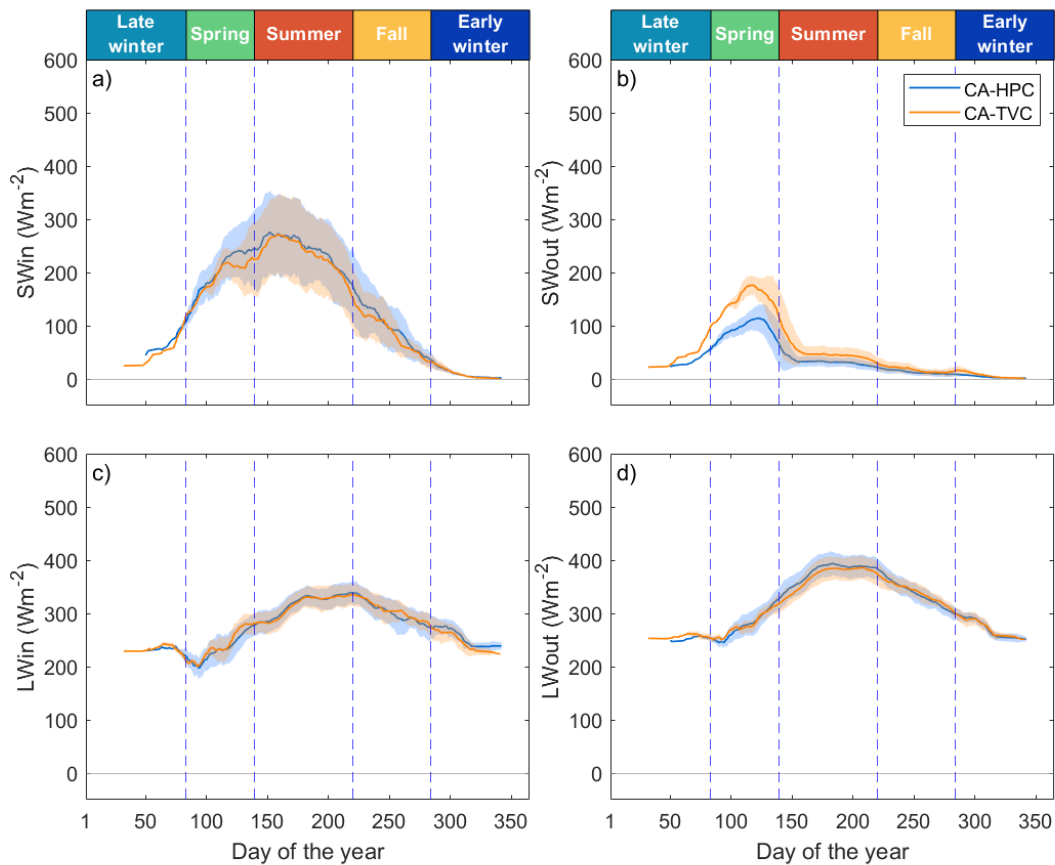 Late winter
Spring
Summer
Fall
Early winter
Late winter
Spring
Summer
Fall
Early winter
a)
600
500
400
300
200
100
0
SWin (Wm-2)
b)
CA-HPC
CA-TVC
600
500
400
300
200
100
0
SWout (Wm-2)
c)
600
500
400
300
200
100
0
LWin (Wm-2)
1 50 100 150 200 250 300 350
Day of the year
d)
600
500
400
300
200
100
0
LWout (Wm-2)
1 50 100 150 200 250 300 350
Day of the year